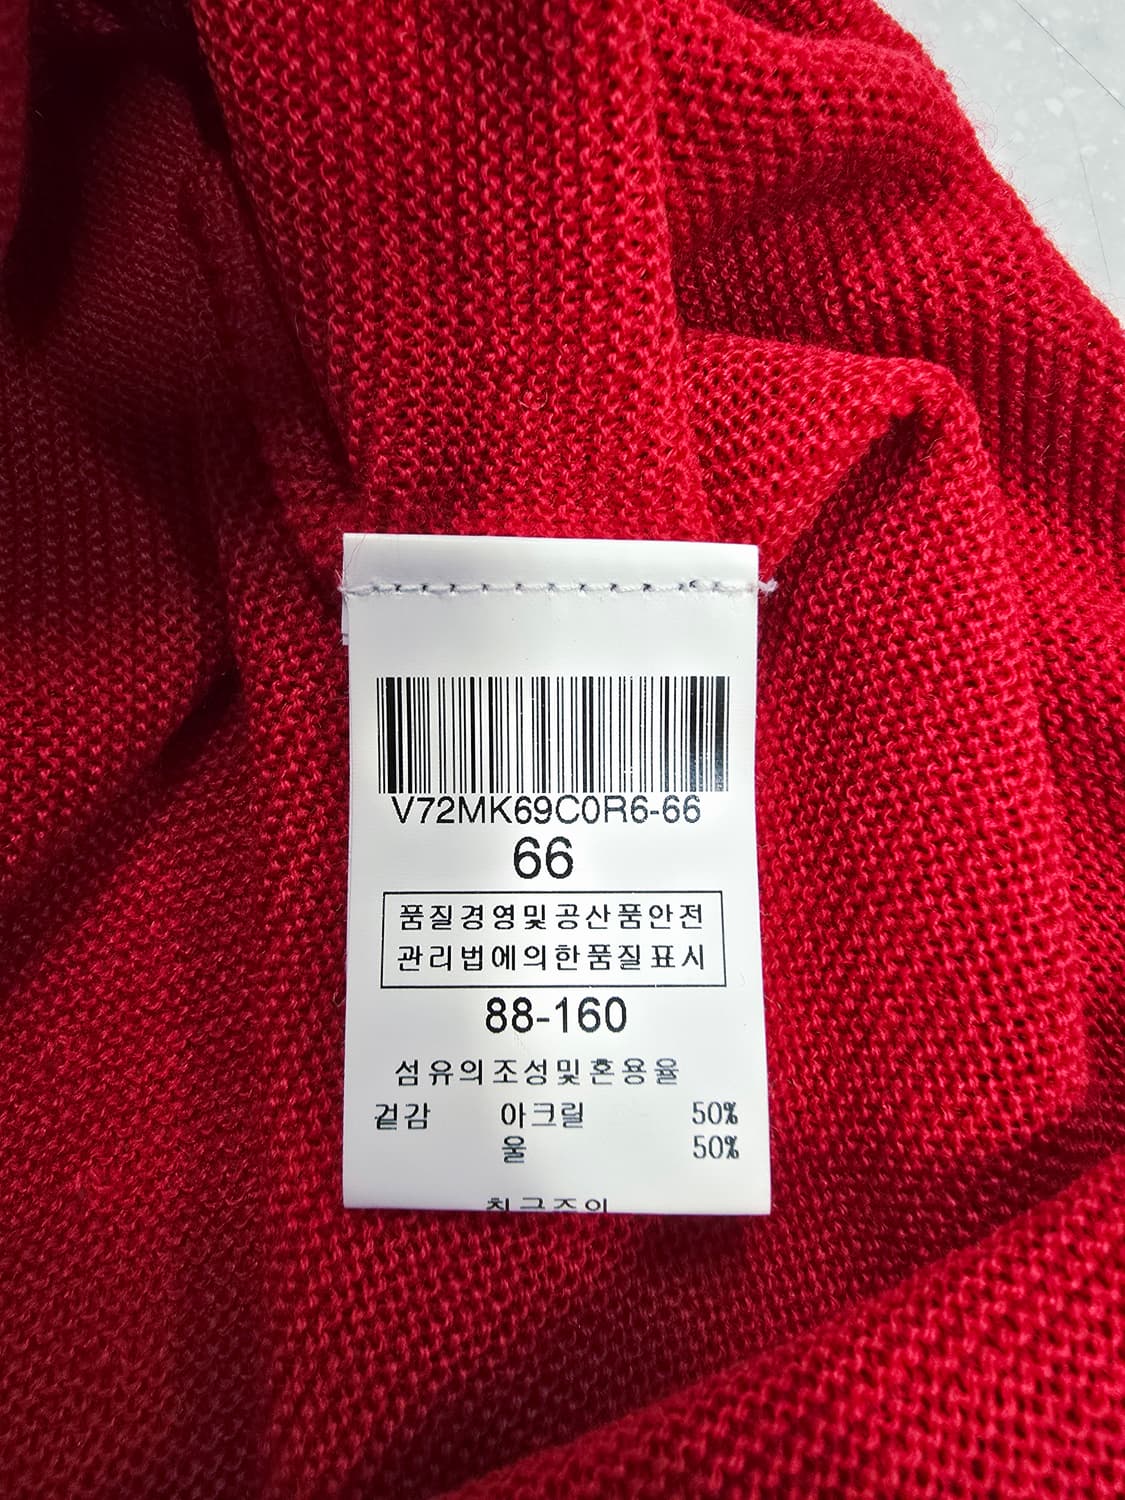 V72MK69C0R6-66
66
품질경영및공산품안전
관리법에의한품질표시
88-160
섬유의조성및혼용율
겉감 아크릴 50%
울 50%